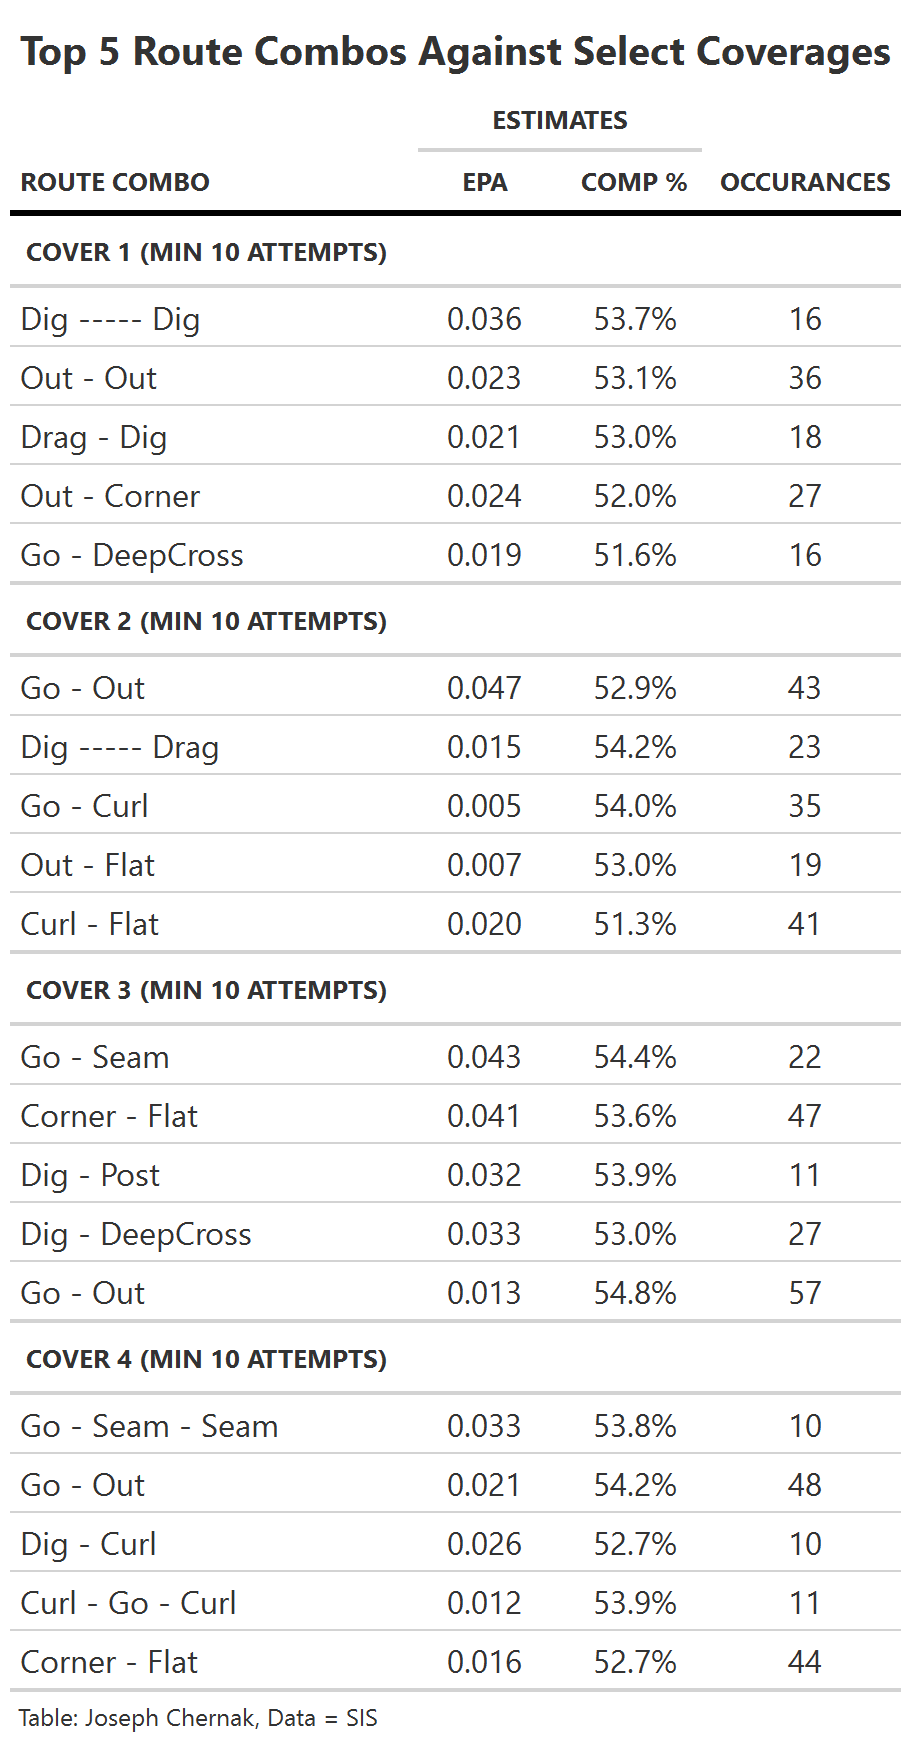 Top 5 Route Combos Against Select Coverages
ESTIMATES
ROUTE COMBO EPA COMP % OCCURANCES
COVER 1 (MIN 10 ATTEMPTS)
Dig ----- Dig 0.036 53.7% 16
Out - Out 0.023 53.1% 36
Drag - Dig 0.021 53.0% 18
Out - Corner 0.024 52.0% 27
Go - DeepCross 0.019 51.6% 16
COVER 2 (MIN 10 ATTEMPTS)
Go - Out 0.047 52.9% 43
Dig ----- Drag 0.015 54.2% 23
Go - Curl 0.005 54.0% 35
Out - Flat 0.007 53.0% 19
Curl - Flat 0.020 51.3% 41
COVER 3 (MIN 10 ATTEMPTS)
Go - Seam 0.043 54.4% 22
Corner - Flat 0.041 53.6% 47
Dig - Post 0.032 53.9% 11
Dig - DeepCross 0.033 53.0% 27
Go - Out 0.013 54.8% 57
COVER 4 (MIN 10 ATTEMPTS)
Go - Seam - Seam 0.033 53.8% 10
Go - Out 0.021 54.2% 48
Dig - Curl 0.026 52.7% 10
Curl - Go - Curl 0.012 53.9% 11
Corner - Flat 0.016 52.7% 44
Table: Joseph Chernak, Data = SIS